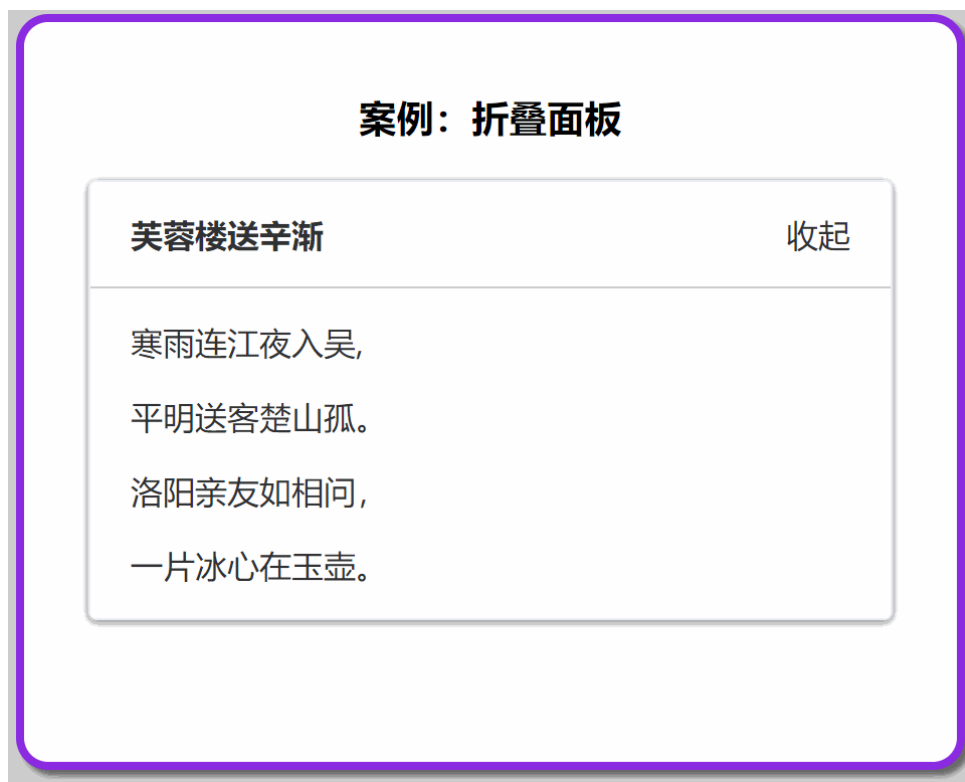 案例：折叠面板
芙蓉楼送辛渐 收起
寒雨连江夜入吴,
平明送客楚山孤。
洛阳亲友如相问，
一片冰心在玉壶。